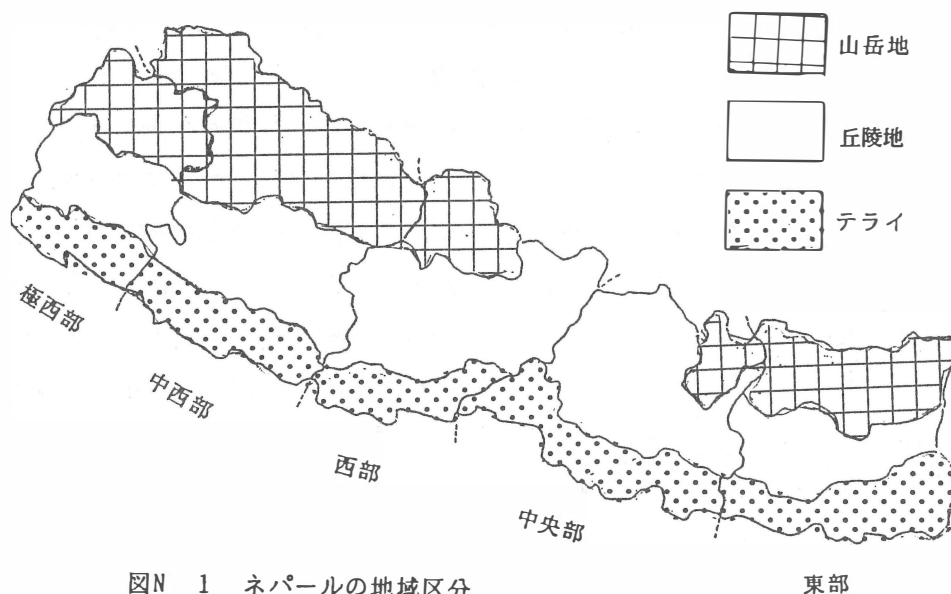 山岳地
丘陵地
テライ
極西部
中西部
西部
中央部
東部
図N 1 ネパールの地域区分